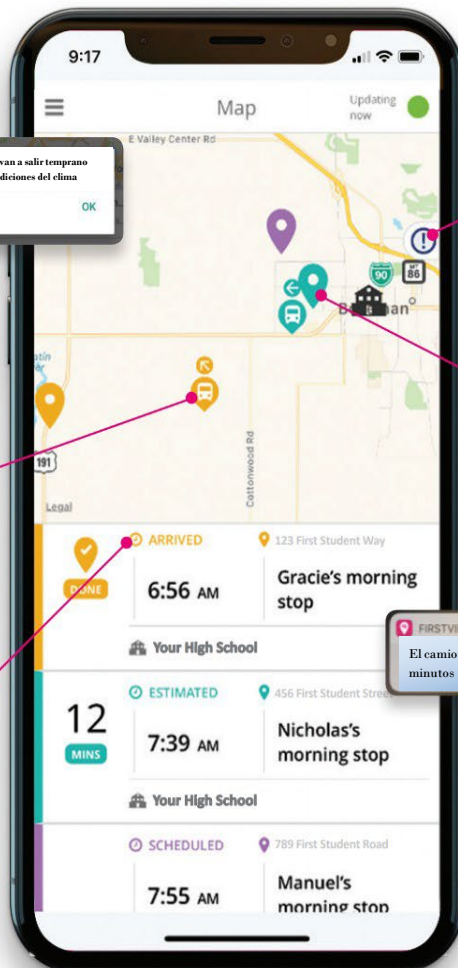 9:17
Map
Updating now
E Valley Center Rd
van a salir temprano
diciones del clima
OK
90
MT
86
191
Cottonwood Rd
Legal
ARRIVED
123 First Student Way
DONE
6:56 AM
Gracie's morning
stop
Your High School
FIRSTVIE
El camio
minutos
ESTIMATED
456 First Student Street
12
MINS
7:39 AM
Nicholas's
morning stop
Your High School
SCHEDULED
789 First Student Road
7:55 AM
Manuel's
morning stop